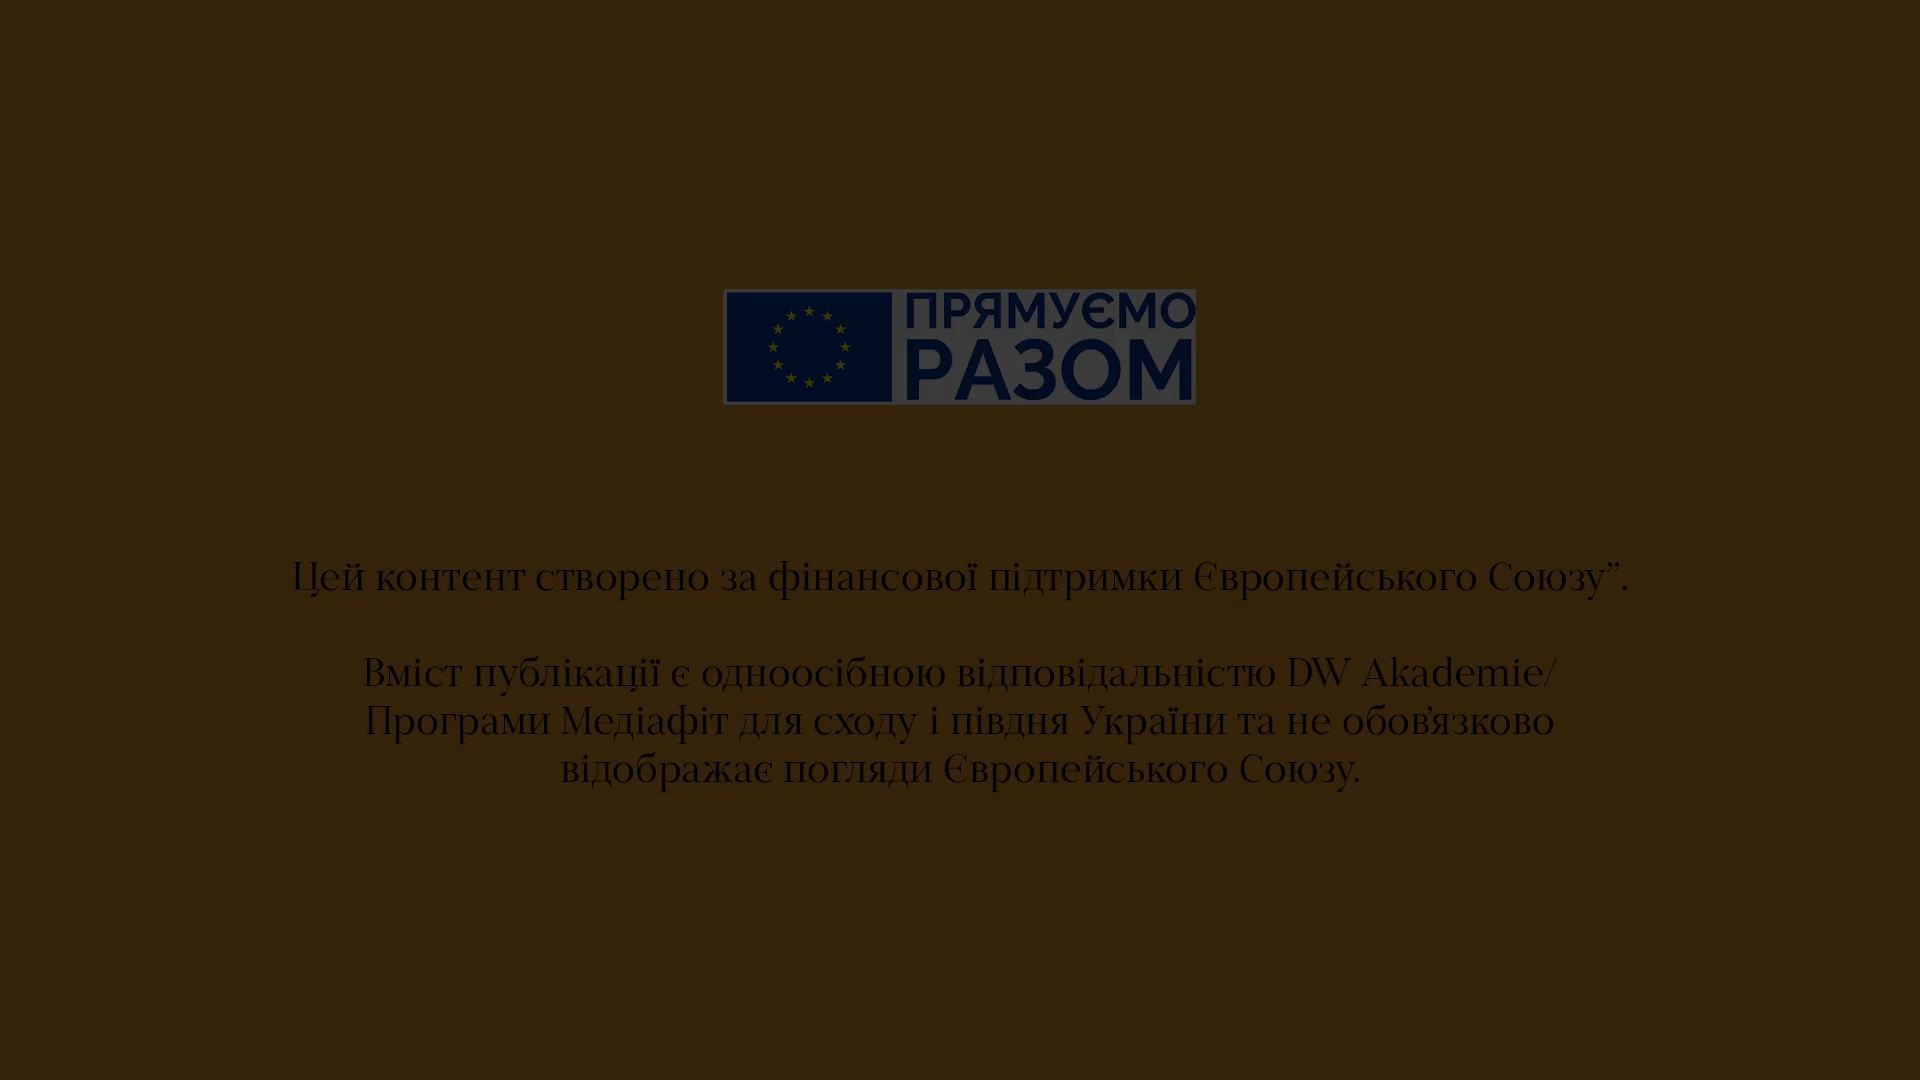 ПРЯМУЄМО
РАЗОМ
Цей контент створено за фінансової підтримки Європейського Союзу”.
Вміст публікації є одноосібною відповідальністю DW Akademie/
Програми Медіафіт для сходу і півдня України та не обов’язково
відображає погляди Європейського Союзу.